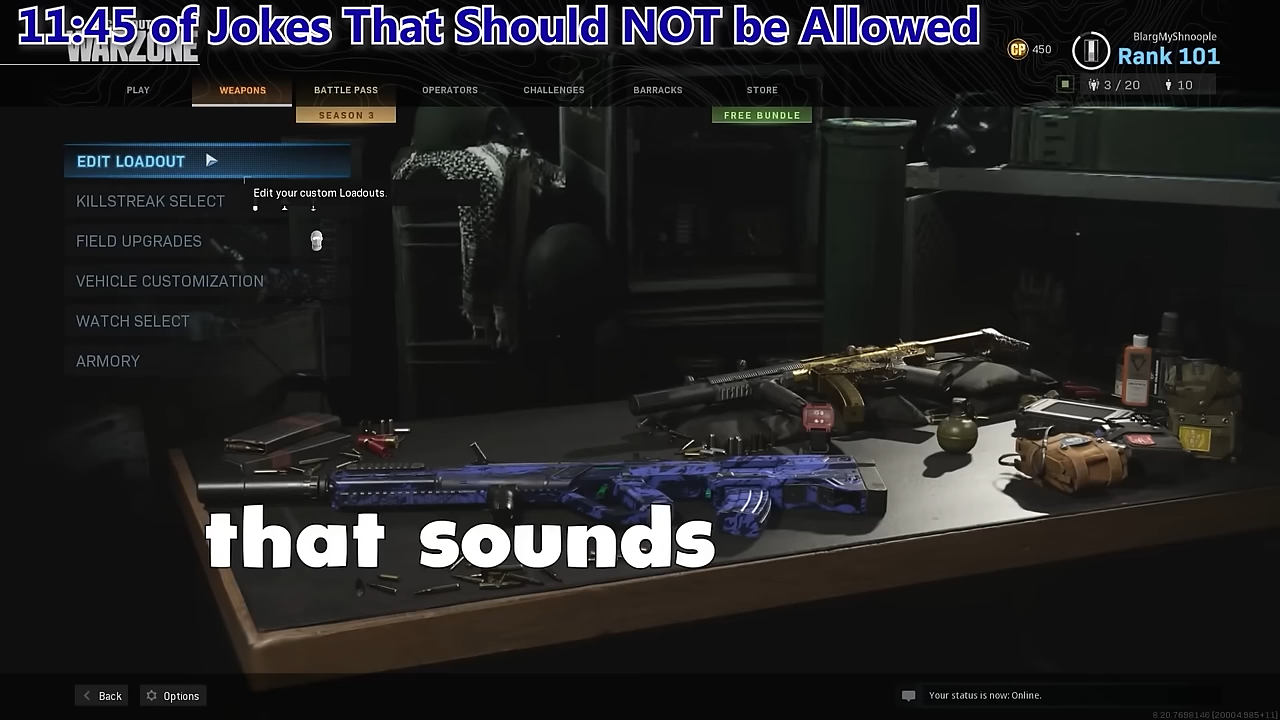 11:45 of Jokes That Should NOT be Allowed
WARZONE
CP 450
BlargMyShnoople
Rank 101
3 / 20
10
PLAY
WEAPONS
BATTLE PASS
OPERATORS
CHALLENGES
BARRACKS
STORE
SEASON 3
FREE BUNDLE
EDIT LOADOUT
Edit your custom Loadouts.
KILLSTREAK SELECT
FIELD UPGRADES
VEHICLE CUSTOMIZATION
WATCH SELECT
ARMORY
that sounds
Back
Options
Your status is now: Online.